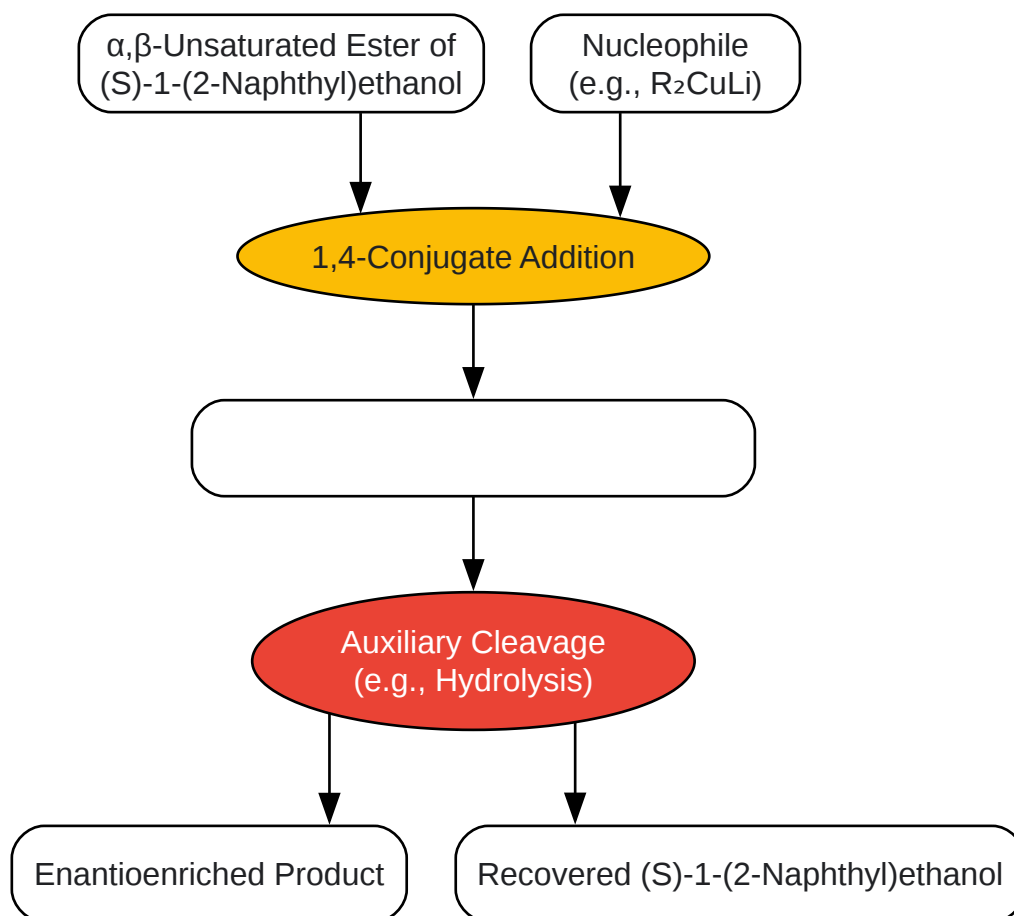 α,β-Unsaturated Ester of
(S)-1-(2-Naphthyl)ethanol
Nucleophile
(e.g., R₂CuLi)
1,4-Conjugate Addition
Auxiliary Cleavage
(e.g., Hydrolysis)
Enantioenriched Product
Recovered (S)-1-(2-Naphthyl)ethanol